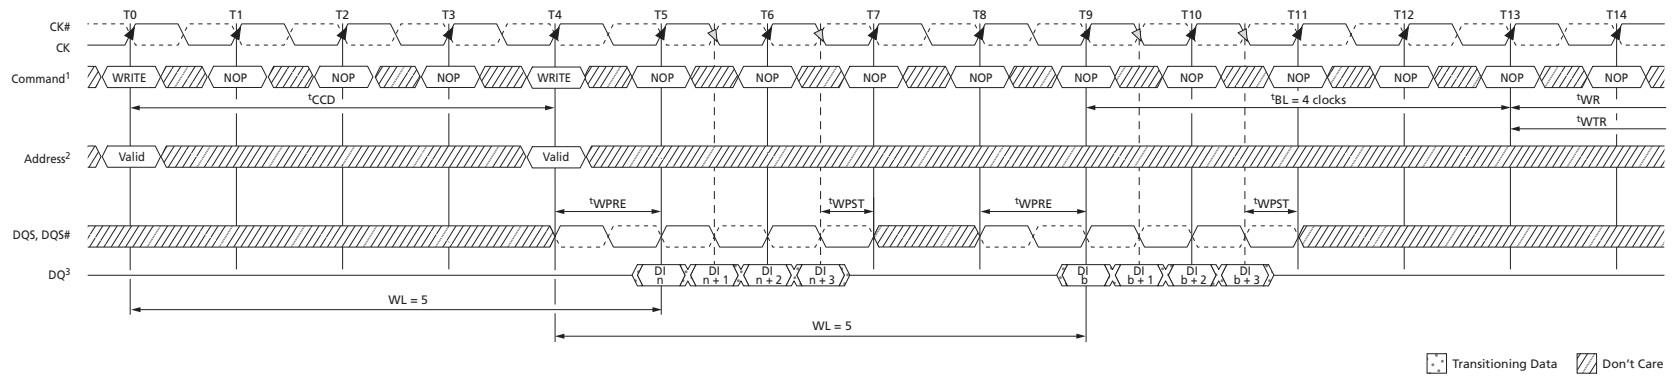 T0 T1 T2 T3 T4 T5 T6 T7 T8 T9 T10 T11 T12 T13 T14
CK#
CK
Command1 WRITE NOP NOP NOP WRITE NOP NOP NOP NOP NOP NOP NOP NOP NOP NOP
tCCD tBL = 4 clocks tWR
tWTR
Address2 Valid Valid
tWPRE tWPST tWPRE tWPST
DQS, DQS#
DQ3 DI n DI n + 1 DI n + 2 DI n + 3 DI b DI b + 1 DI b + 2 DI b + 3
WL = 5
WL = 5
Transitioning Data Don't Care